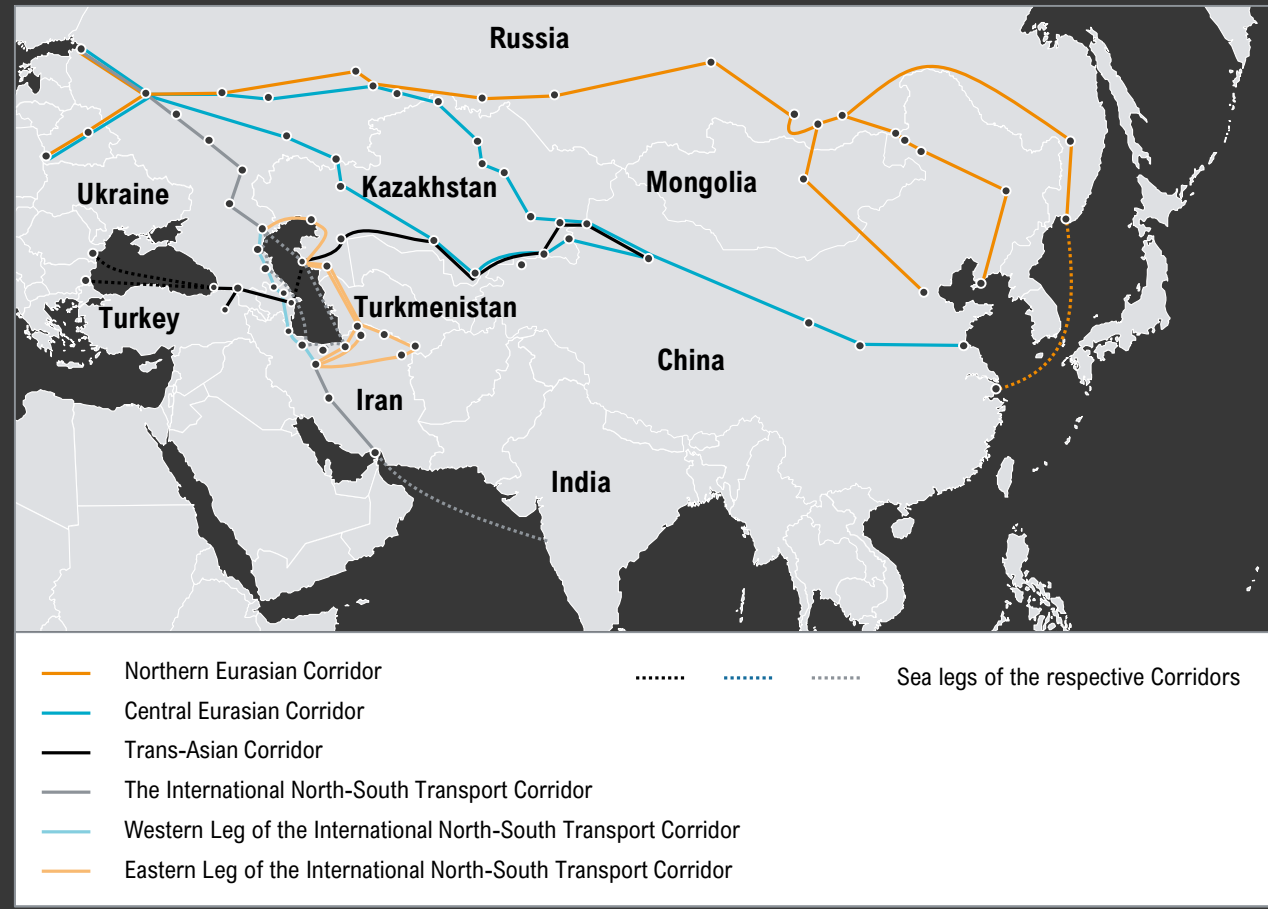 Russia
Ukraine
Kazakhstan
Mongolia
Turkey
Turkmenistan
China
Iran
India
Northern Eurasian Corridor
Sea legs of the respective Corridors
Central Eurasian Corridor
Trans-Asian Corridor
The International North-South Transport Corridor
Western Leg of the International North-South Transport Corridor
Eastern Leg of the International North-South Transport Corridor